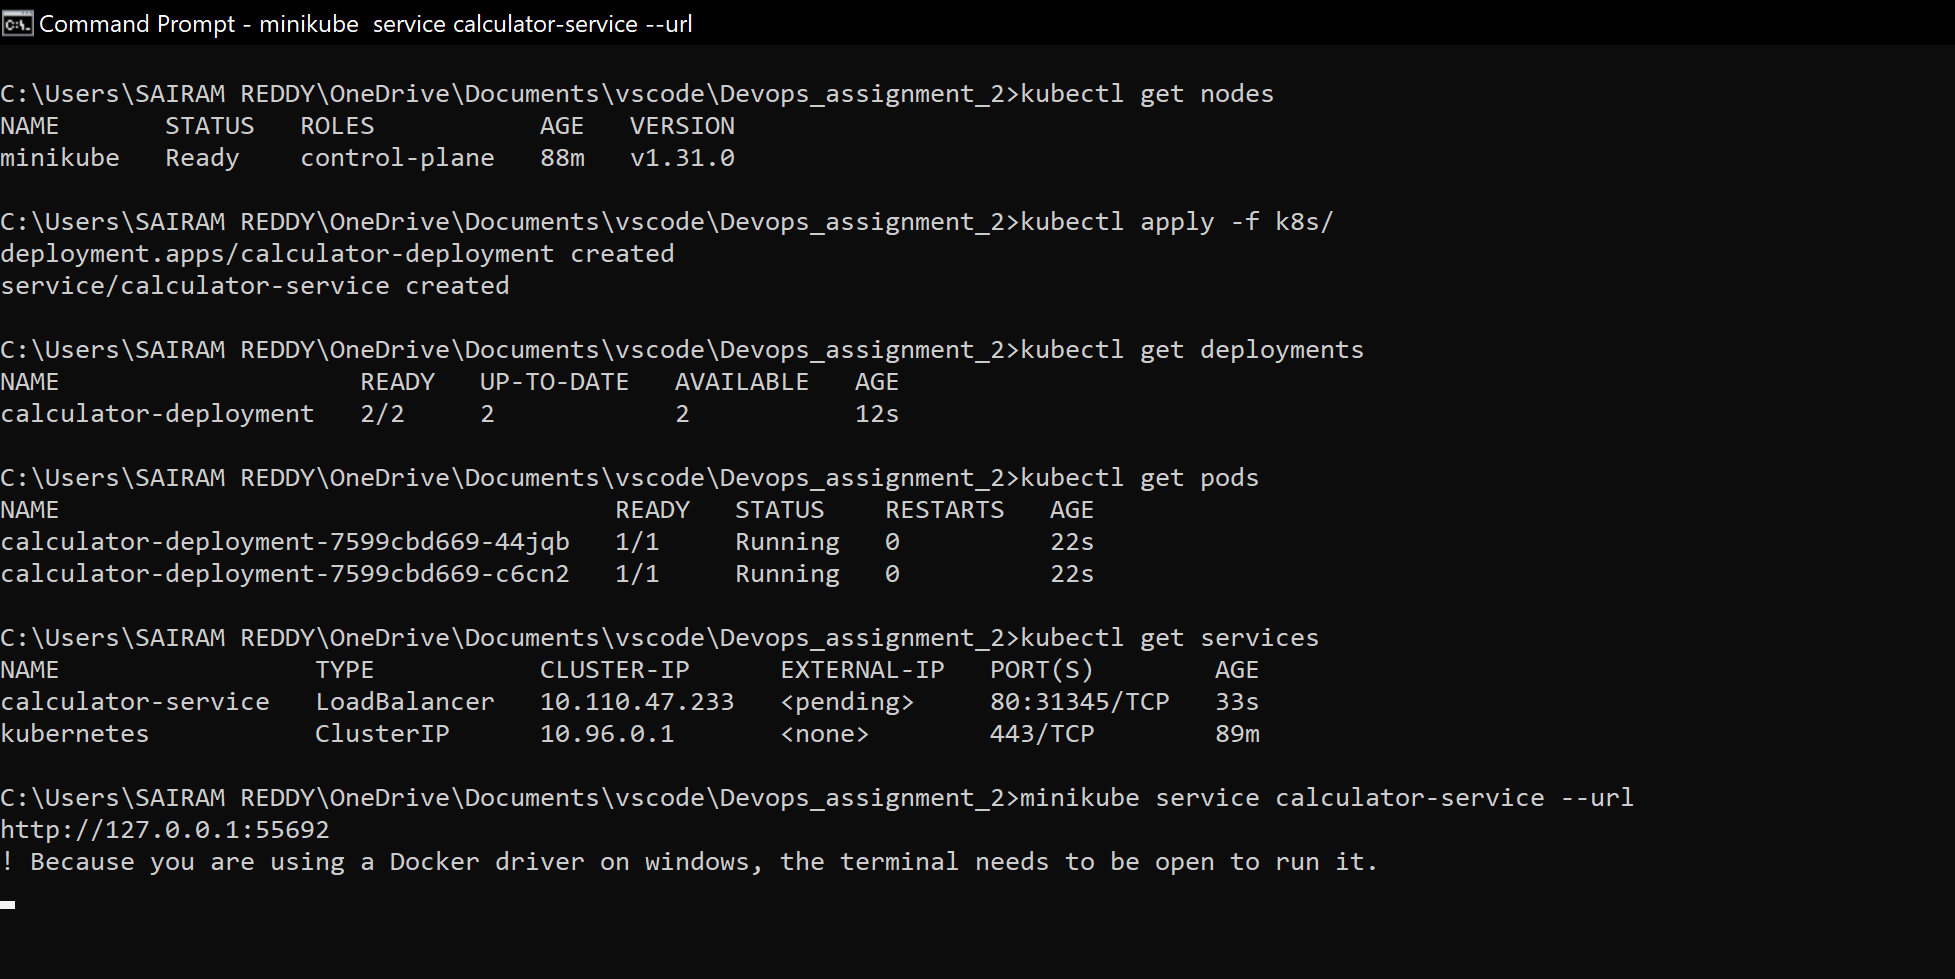 Command Prompt - minikube  service calculator-service --url
C:\Users\SAIRAM REDDY\OneDrive\Documents\vscode\Devops_assignment_2>kubectl get nodes
NAME       STATUS   ROLES           AGE   VERSION
minikube   Ready    control-plane   88m   v1.31.0
C:\Users\SAIRAM REDDY\OneDrive\Documents\vscode\Devops_assignment_2>kubectl apply -f k8s/
deployment.apps/calculator-deployment created
service/calculator-service created
C:\Users\SAIRAM REDDY\OneDrive\Documents\vscode\Devops_assignment_2>kubectl get deployments
NAME                    READY   UP-TO-DATE   AVAILABLE   AGE
calculator-deployment   2/2     2            2           12s
C:\Users\SAIRAM REDDY\OneDrive\Documents\vscode\Devops_assignment_2>kubectl get pods
NAME                                     READY   STATUS    RESTARTS   AGE
calculator-deployment-7599cbd669-44jqb   1/1     Running   0          22s
calculator-deployment-7599cbd669-c6cn2   1/1     Running   0          22s
C:\Users\SAIRAM REDDY\OneDrive\Documents\vscode\Devops_assignment_2>kubectl get services
NAME                 TYPE           CLUSTER-IP      EXTERNAL-IP   PORT(S)        AGE
calculator-service   LoadBalancer   10.110.47.233   <pending>     80:31345/TCP   33s
kubernetes           ClusterIP      10.96.0.1       <none>        443/TCP        89m
C:\Users\SAIRAM REDDY\OneDrive\Documents\vscode\Devops_assignment_2>minikube service calculator-service --url
http://127.0.0.1:55692
! Because you are using a Docker driver on windows, the terminal needs to be open to run it.